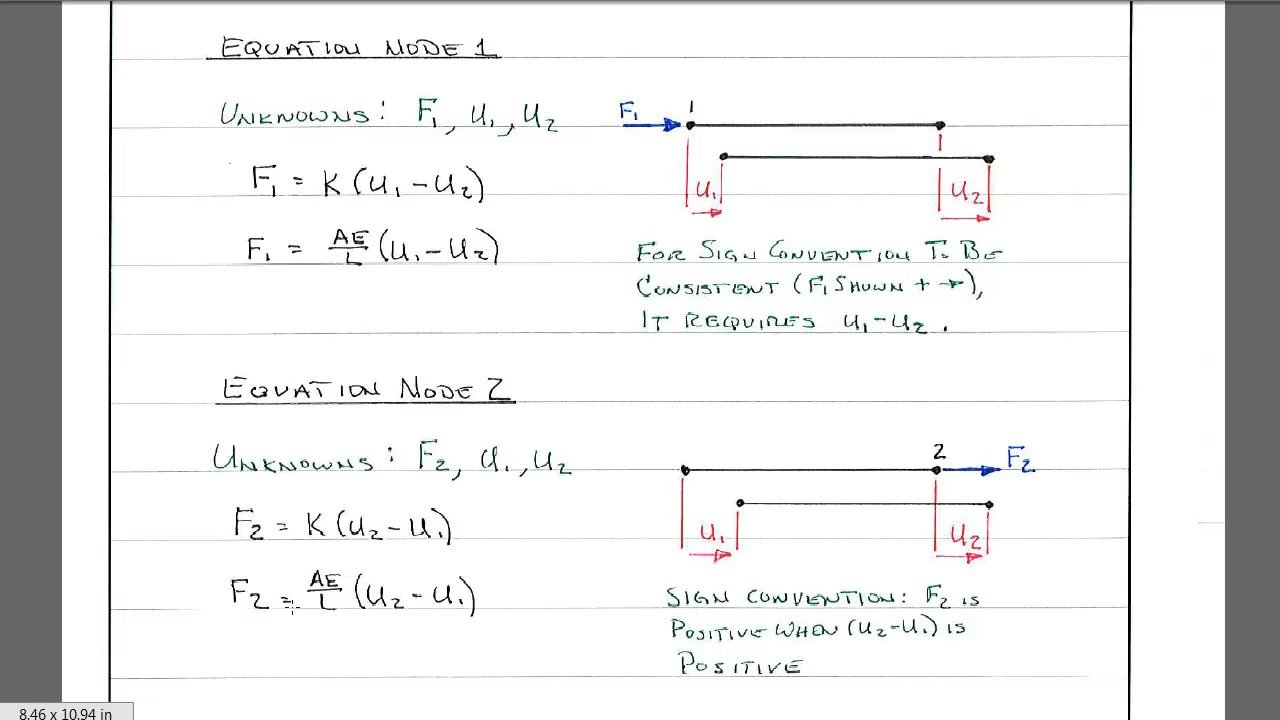 EQUATION NODE 1
UNKNOWNS: F₁, u₁, u₂
F₁ = K(u₁ - u₂)
F₁ = AE/L (u₁ - u₂)
F₁
1
u₁
u₂
FOR SIGN CONVENTION TO BE
CONSISTENT (F₁ SHOWN + →),
IT REQUIRES u₁ - u₂.
EQUATION NODE 2
UNKNOWNS: F₂, u₁, u₂
F₂ = K(u₂ - u₁)
F₂ = AE/L (u₂ - u₁)
2
F₂
u₁
u₂
SIGN CONVENTION: F₂ IS
POSITIVE WHEN (u₂ - u₁) IS
POSITIVE
8.46 x 10.94 in